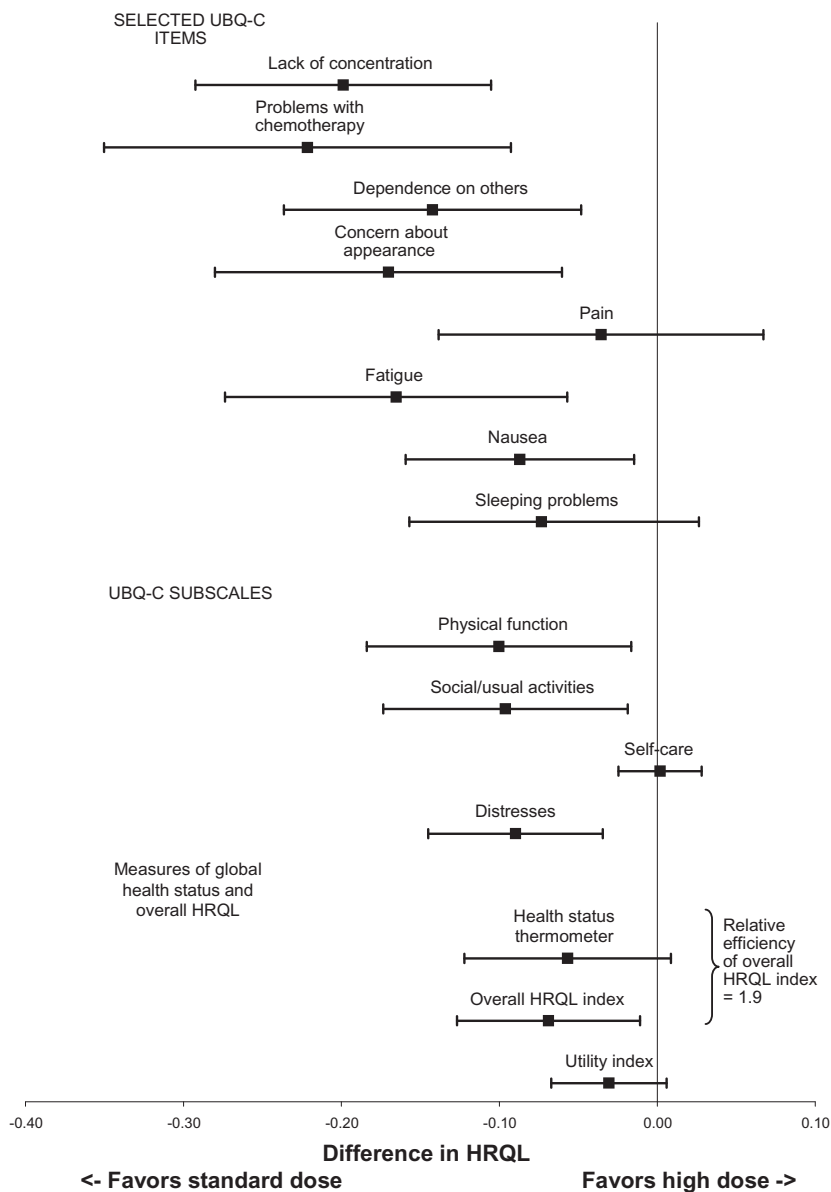 SELECTED UBQ-C
ITEMS
Lack of concentration
Problems with
chemotherapy
Dependence on others
Concern about
appearance
Pain
Fatigue
Nausea
Sleeping problems
UBQ-C SUBSCALES
Physical function
Social/usual activities
Self-care
Distresses
Measures of global
health status and
overall HRQL
Health status
thermometer
Relative
efficiency
of overall
HRQL index
= 1.9
Overall HRQL index
Utility index
-0.40 -0.30 -0.20 -0.10 0.00 0.10
Difference in HRQL
<- Favors standard dose Favors high dose ->